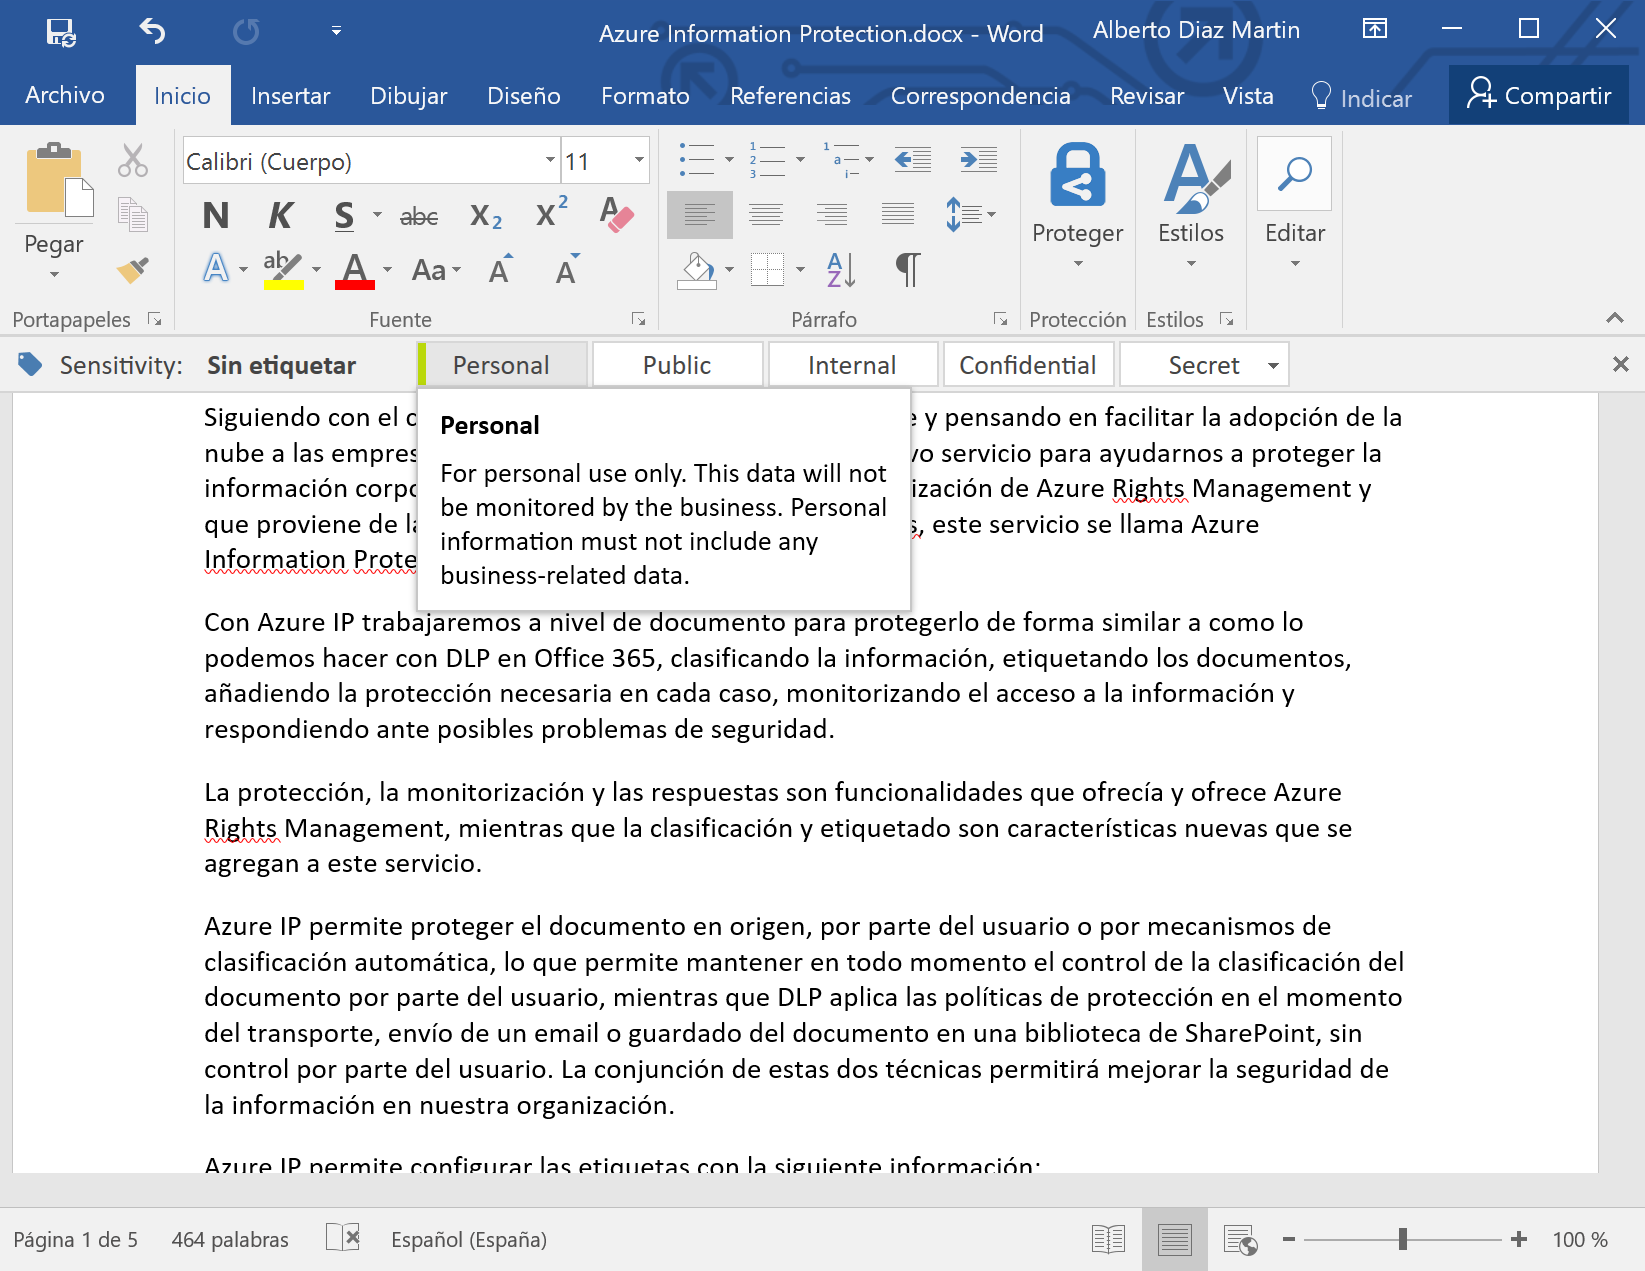 Azure Information Protection.docx - Word
Alberto Diaz Martin
Archivo Inicio Insertar Dibujar Diseño Formato Referencias Correspondencia Revisar Vista Indicar Compartir
Calibri (Cuerpo) 11
Pegar
N K S abc X2 X2 A
A ab A Aa A A
A Z ¶
Proteger Estilos Editar
Portapapeles Fuente Párrafo Protección Estilos
Sensitivity: Sin etiquetar Personal Public Internal Confidential Secret
Personal
For personal use only. This data will not
be monitored by the business. Personal
information must not include any
business-related data.
Siguiendo con el y pensando en facilitar la adopción de la
nube a las servicio para ayudarnos a proteger la
información de Azure Rights Management y
que proviene de este servicio se llama Azure
Information
Con Azure IP trabajaremos a nivel de documento para protegerlo de forma similar a como lo
podemos hacer con DLP en Office 365, clasificando la información, etiquetando los documentos,
añadiendo la protección necesaria en cada caso, monitorizando el acceso a la información y
respondiendo ante posibles problemas de seguridad.
La protección, la monitorización y las respuestas son funcionalidades que ofrecía y ofrece Azure
Rights Management, mientras que la clasificación y etiquetado son características nuevas que se
agregan a este servicio.
Azure IP permite proteger el documento en origen, por parte del usuario o por mecanismos de
clasificación automática, lo que permite mantener en todo momento el control de la clasificación del
documento por parte del usuario, mientras que DLP aplica las políticas de protección en el momento
del transporte, envío de un email o guardado del documento en una biblioteca de SharePoint, sin
control por parte del usuario. La conjunción de estas dos técnicas permitirá mejorar la seguridad de
la información en nuestra organización.
Azure IP permite configurar las etiquetas con la siguiente información:
Página 1 de 5 464 palabras Español (España) 100 %